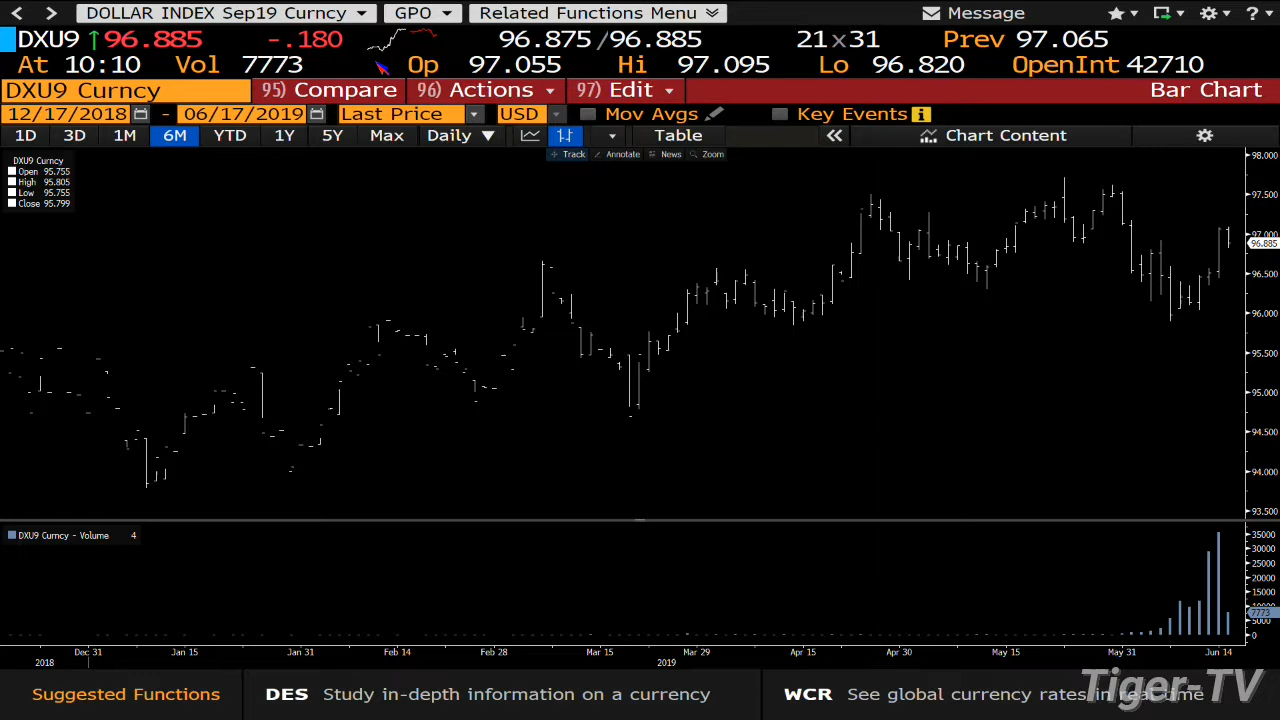 DOLLAR INDEX Sep19 Curncy GPO Related Functions Menu Message ?
DXU9 ↑96.885 -.180 96.875/96.885 21x31 Prev 97.065
At 10:10 Vol 7773 Op 97.055 Hi 97.095 Lo 96.820 OpenInt 42710
DXU9 Curncy 95) Compare 96) Actions 97) Edit Bar Chart
12/17/2018 - 06/17/2019 Last Price USD Mov Avgs Key Events i
1D 3D 1M 6M YTD 1Y 5Y Max Daily ▼ Table « Chart Content
Track Annotate News Zoom
DXU9 Curncy
Open 95.755
High 95.805
Low 95.755
Close 95.799
98.000
97.500
97.000
96.885
96.500
96.000
95.500
95.000
94.500
94.000
93.500
DXU9 Curncy - Volume 4
35000
30000
25000
20000
15000
10000
7773
5000
0
Dec 31 Jan 15 Jan 31 Feb 14 Feb 28 Mar 15 Mar 29 Apr 15 Apr 30 May 15 May 31 Jun 14
2018 2019
Suggested Functions DES Study in-depth information on a currency WCR See global currency rates in real time
Tiger-TV